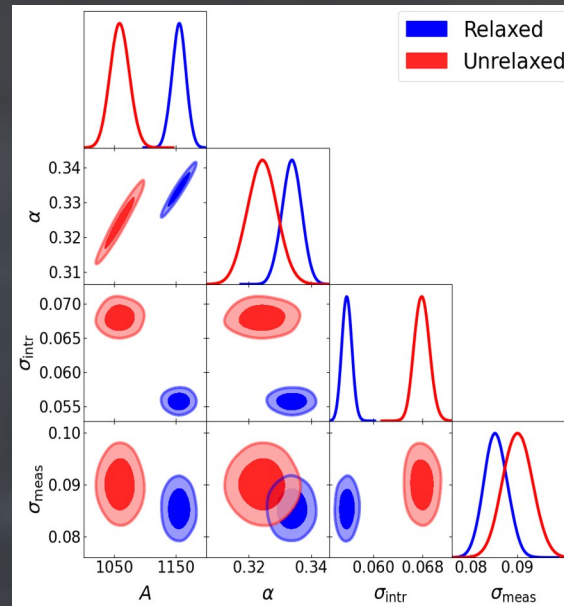 Relaxed
Unrelaxed
0.34
0.33
0.32
0.31
α
0.070
0.065
0.060
0.055
σintr
0.10
0.09
0.08
σmeas
1050 1150
0.32 0.34
0.060 0.068
0.08 0.09
A
α
σintr
σmeas